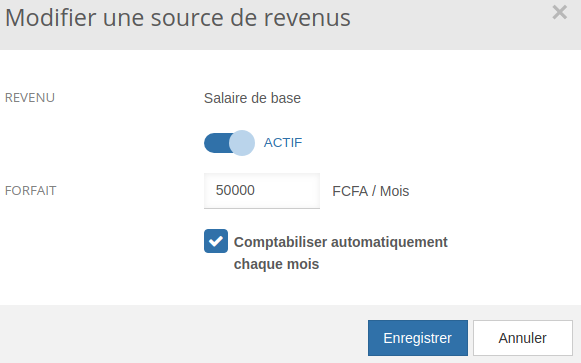 Modifier une source de revenus
×
REVENU
Salaire de base
ACTIF
FORFAIT
50000
FCFA / Mois
Comptabiliser automatiquement
chaque mois
Enregistrer
Annuler